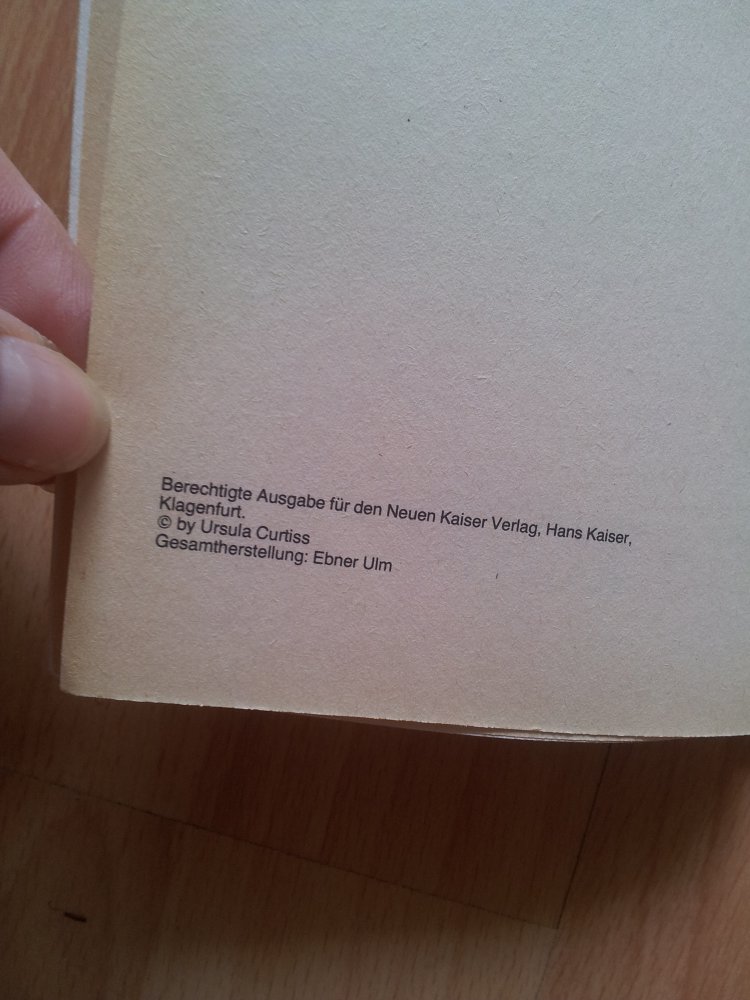 Berechtigte Ausgabe für den Neuen Kaiser Verlag, Hans Kaiser,
Klagenfurt.
© by Ursula Curtiss
Gesamtherstellung: Ebner Ulm